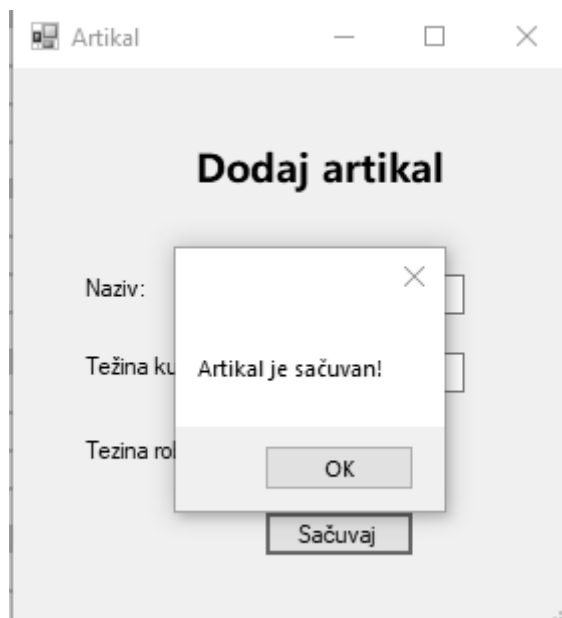 Artikal
Dodaj artikal
Naziv:
Težina ku
Artikal je sačuvan!
Tezina rol
OK
Sačuvaj